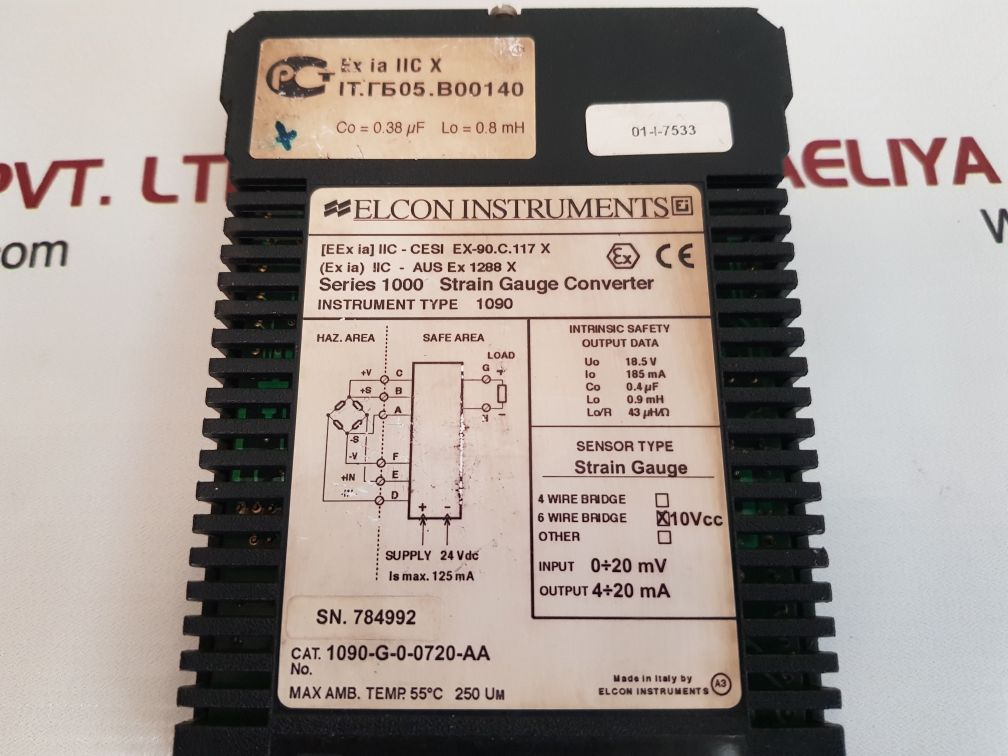 PCT
Ex ia IIC X
IT.ГБ05.В00140
Co = 0.38 µF Lo = 0.8 mH
01-I-7533
PVT. LT
AELIYA
com
W
ELCON INSTRUMENTS Ei
[EEx ia] IIC - CESI EX-90.C.117 X
(Ex ia) IIC - AUS Ex 1288 X
Ex CE
Series 1000 Strain Gauge Converter
INSTRUMENT TYPE 1090
HAZ. AREA SAFE AREA
LOAD
+V C G +
+S B
A K -
-S
-V F
+IN E
D
+ -
SUPPLY 24 Vdc
Is max. 125 mA
INTRINSIC SAFETY
OUTPUT DATA
Uo 18.5 V
Io 185 mA
Co 0.4 µF
Lo 0.9 mH
Lo/R 43 µH/Ω
SENSOR TYPE
Strain Gauge
4 WIRE BRIDGE
6 WIRE BRIDGE X 10Vcc
OTHER
INPUT 0÷20 mV
OUTPUT 4÷20 mA
SN. 784992
CAT. 1090-G-0-0720-AA
No.
MAX AMB. TEMP. 55°C 250 UM
Made in Italy by
ELCON INSTRUMENTS A3